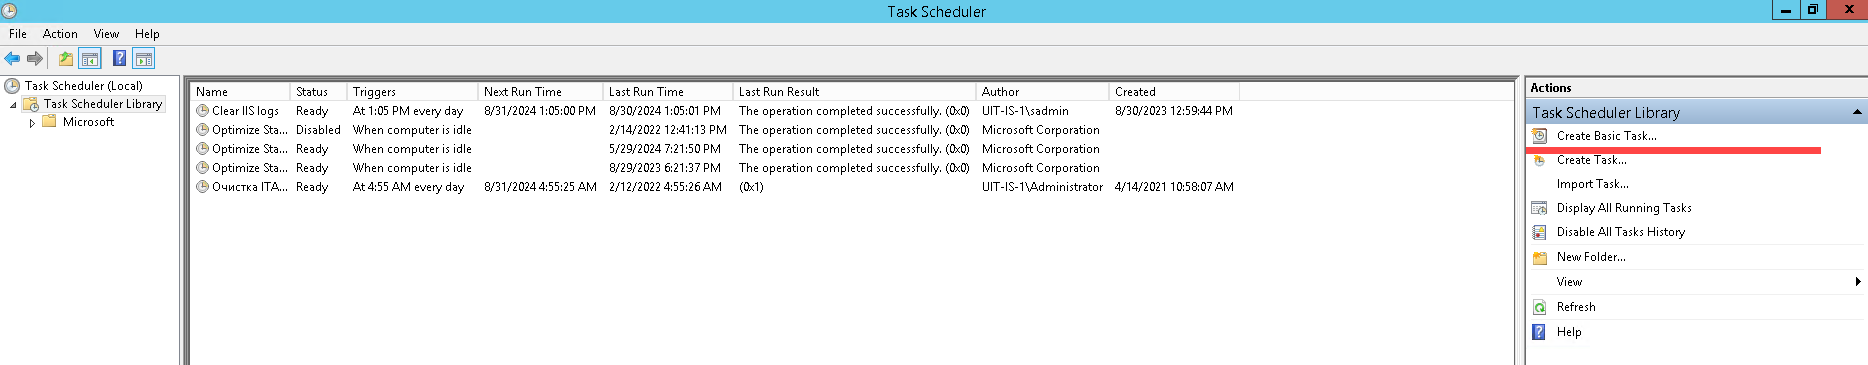 Task Scheduler
File Action View Help
Task Scheduler (Local)
Task Scheduler Library
Microsoft
Name Status Triggers Next Run Time Last Run Time Last Run Result Author Created
Clear IIS logs Ready At 1:05 PM every day 8/31/2024 1:05:00 PM 8/30/2024 1:05:01 PM The operation completed successfully. (0x0) UIT-IS-1\sadmin 8/30/2023 12:59:44 PM
Optimize Sta... Disabled When computer is idle 2/14/2022 12:41:13 PM The operation completed successfully. (0x0) Microsoft Corporation
Optimize Sta... Ready When computer is idle 5/29/2024 7:21:50 PM The operation completed successfully. (0x0) Microsoft Corporation
Optimize Sta... Ready When computer is idle 8/29/2023 6:21:37 PM The operation completed successfully. (0x0) Microsoft Corporation
Очистка ITA... Ready At 4:55 AM every day 8/31/2024 4:55:25 AM 2/12/2022 4:55:26 AM (0x1) UIT-IS-1\Administrator 4/14/2021 10:58:07 AM
Actions
Task Scheduler Library
Create Basic Task...
Create Task...
Import Task...
Display All Running Tasks
Disable All Tasks History
New Folder...
View
Refresh
Help